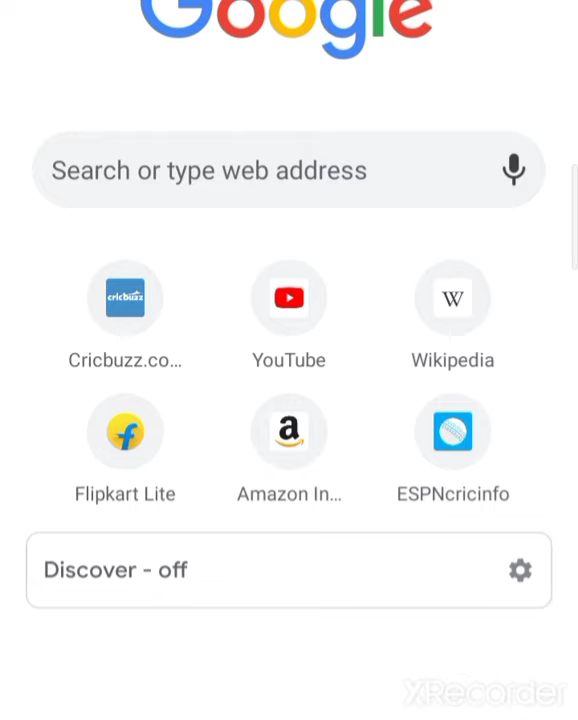 Google
Search or type web address
cricbuzz
W
Cricbuzz.co...
YouTube
Wikipedia
f
a
Flipkart Lite
Amazon In...
ESPNcricinfo
Discover - off
XRecorder